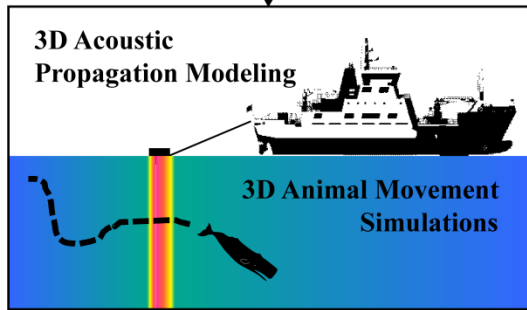 3D Acoustic
Propagation Modeling
3D Animal Movement
Simulations